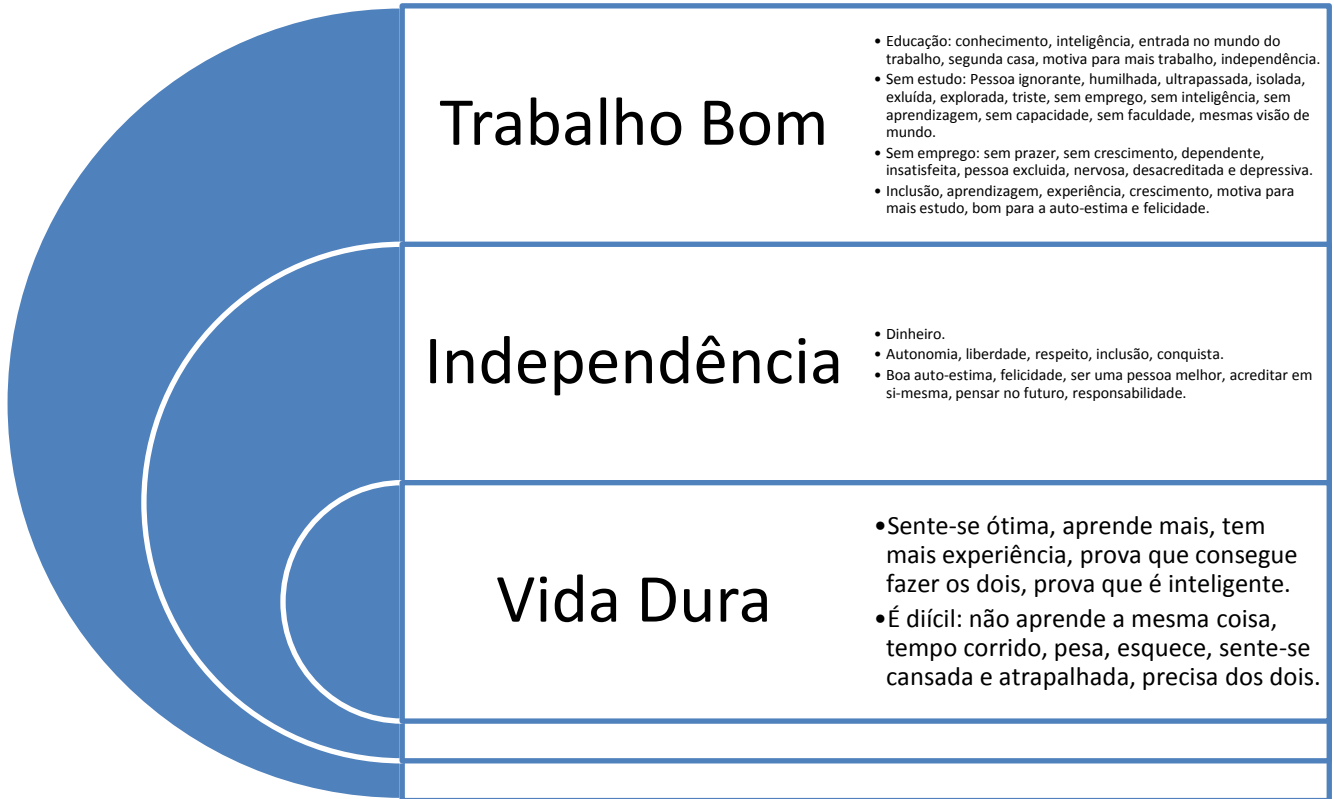 Trabalho Bom
• Educação: conhecimento, inteligência, entrada no mundo do
trabalho, segunda casa, motiva para mais trabalho, independência.
• Sem estudo: Pessoa ignorante, humilhada, ultrapassada, isolada,
exluída, explorada, triste, sem emprego, sem inteligência, sem
aprendizagem, sem capacidade, sem faculdade, mesmas visão de
mundo.
• Sem emprego: sem prazer, sem crescimento, dependente,
insatisfeita, pessoa excluida, nervosa, desacreditada e depressiva.
• Inclusão, aprendizagem, experiência, crescimento, motiva para
mais estudo, bom para a auto-estima e felicidade.
Independência
• Dinheiro.
• Autonomia, liberdade, respeito, inclusão, conquista.
• Boa auto-estima, felicidade, ser uma pessoa melhor, acreditar em
si-mesma, pensar no futuro, responsabilidade.
Vida Dura
•Sente-se ótima, aprende mais, tem
mais experiência, prova que consegue
fazer os dois, prova que é inteligente.
•É diícil: não aprende a mesma coisa,
tempo corrido, pesa, esquece, sente-se
cansada e atrapalhada, precisa dos dois.